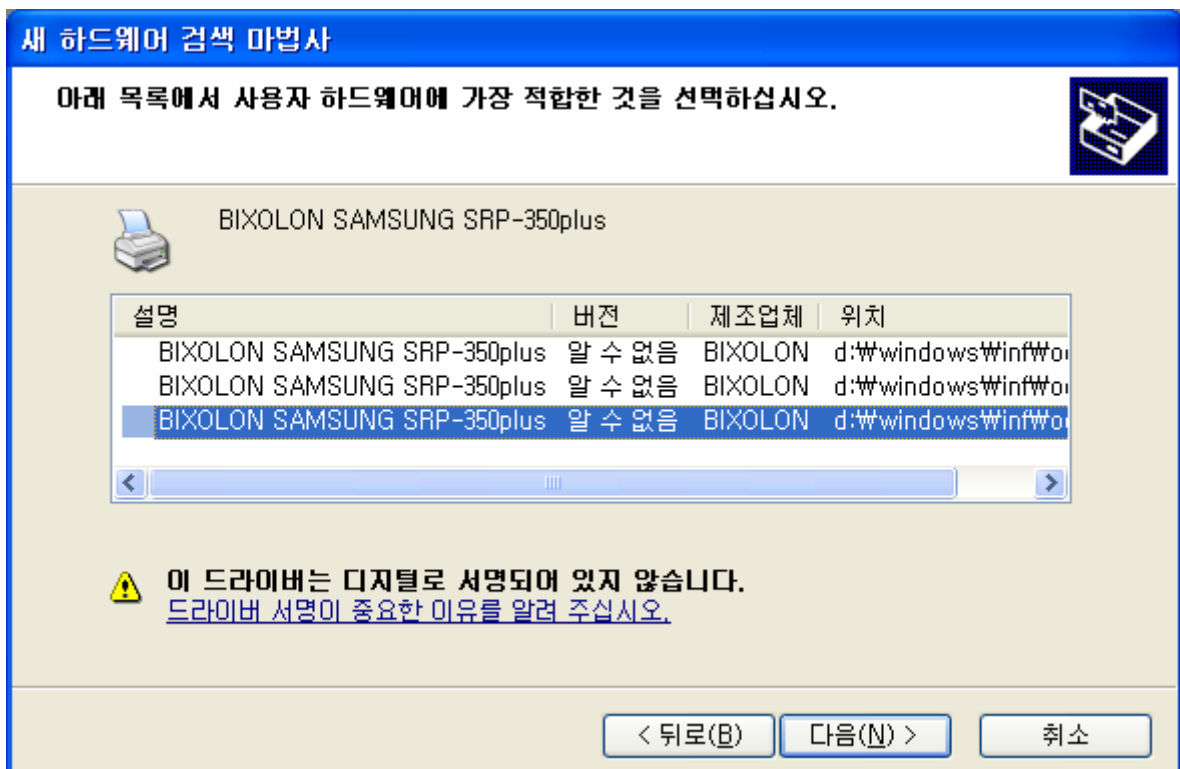 새 하드웨어 검색 마법사
아래 목록에서 사용자 하드웨어에 가장 적합한 것을 선택하십시오.
BIXOLON SAMSUNG SRP-350plus
설명 버전 제조업체 위치
BIXOLON SAMSUNG SRP-350plus 알 수 없음 BIXOLON d:₩windows₩inf₩
BIXOLON SAMSUNG SRP-350plus 알 수 없음 BIXOLON d:₩windows₩inf₩
BIXOLON SAMSUNG SRP-350plus 알 수 없음 BIXOLON d:₩windows₩inf₩
이 드라이버는 디지털로 서명되어 있지 않습니다.
드라이버 서명이 중요한 이유를 알려 주십시오.
< 뒤로(B) 다음(N) > 취소